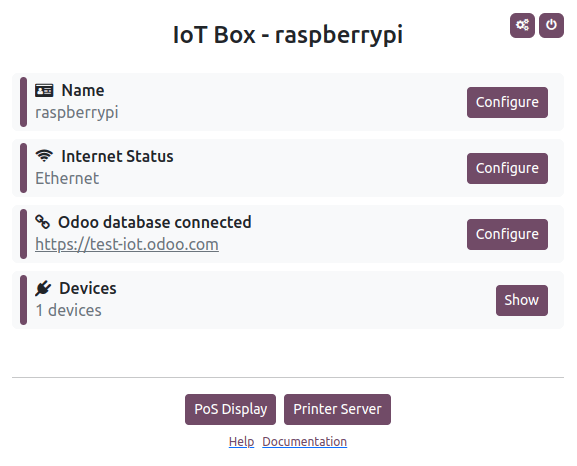 IoT Box - raspberrypi
Name
raspberrypi
Configure
Internet Status
Ethernet
Configure
Odoo database connected
https://test-iot.odoo.com
Configure
Devices
1 devices
Show
PoS Display
Printer Server
Help
Documentation